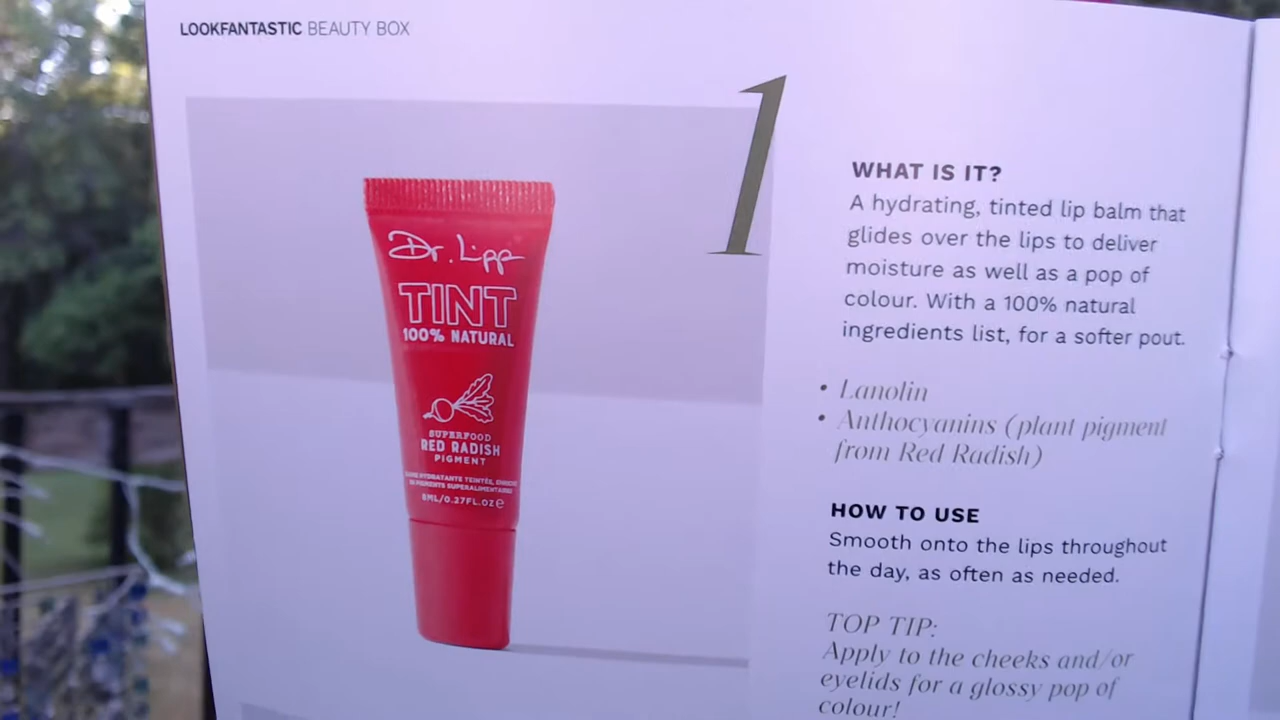 LOOKFANTASTIC BEAUTY BOX
1
Dr. Lipp
TINT
100% NATURAL
SUPERFOOD
RED RADISH
PIGMENT
8ML/0.27FL.OZ e
WHAT IS IT?
A hydrating, tinted lip balm that
glides over the lips to deliver
moisture as well as a pop of
colour. With a 100% natural
ingredients list, for a softer pout.
• Lanolin
• Anthocyanins (plant pigment
from Red Radish)
HOW TO USE
Smooth onto the lips throughout
the day, as often as needed.
TOP TIP:
Apply to the cheeks and/or
eyelids for a glossy pop of
colour!